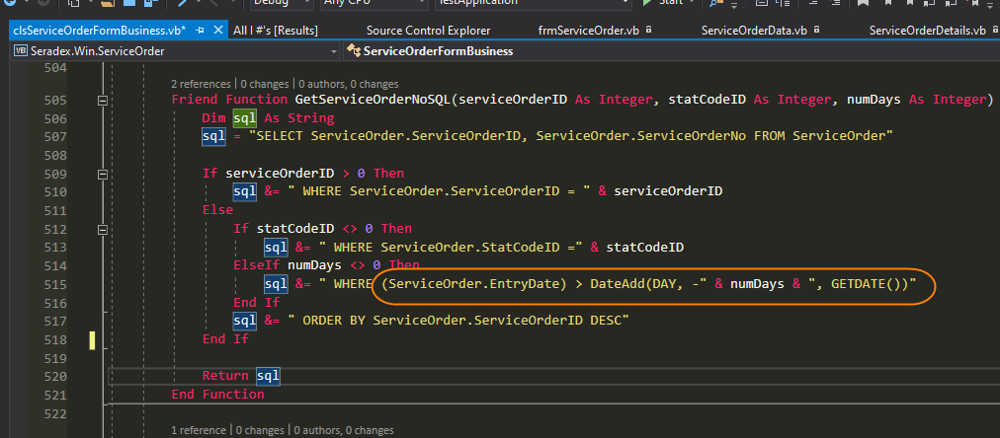 Debug Any CPU TestApplication Start
clsServiceOrderFormBusiness.vb* All I #'s [Results] Source Control Explorer frmServiceOrder.vb ServiceOrderData.vb ServiceOrderDetails.vb
VB Seradex.Win.ServiceOrder ServiceOrderFormBusiness
504
2 references | 0 changes | 0 authors, 0 changes
505 Friend Function GetServiceOrderNoSQL(serviceOrderID As Integer, statCodeID As Integer, numDays As Integer)
506 Dim sql As String
507 sql = "SELECT ServiceOrder.ServiceOrderID, ServiceOrder.ServiceOrderNo FROM ServiceOrder"
508
509 If serviceOrderID > 0 Then
510 sql &= " WHERE ServiceOrder.ServiceOrderID = " & serviceOrderID
511 Else
512 If statCodeID <> 0 Then
513 sql &= " WHERE ServiceOrder.StatCodeID =" & statCodeID
514 ElseIf numDays <> 0 Then
515 sql &= " WHERE (ServiceOrder.EntryDate) > DateAdd(DAY, -" & numDays & ", GETDATE())"
516 End If
517 sql &= " ORDER BY ServiceOrder.ServiceOrderID DESC"
518 End If
519
520 Return sql
521 End Function
522
1 reference | 0 changes | 0 authors, 0 changes